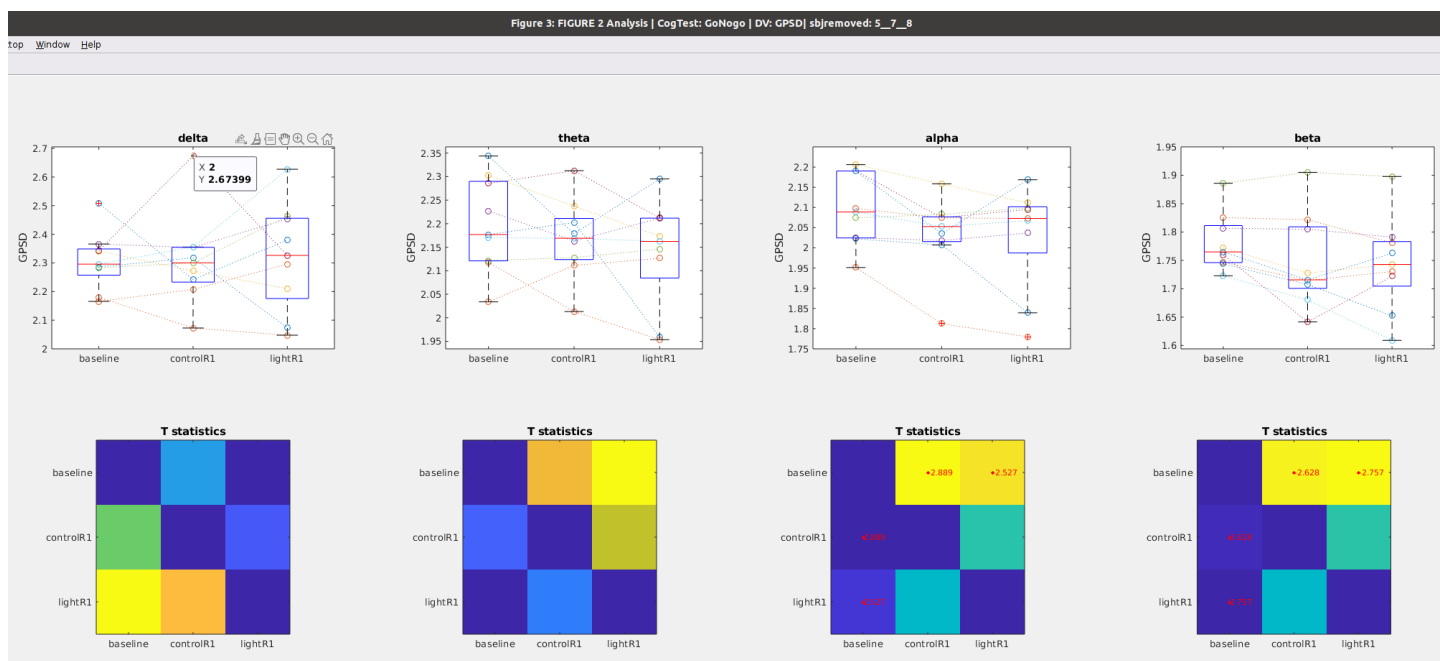 Figure 3: FIGURE 2 Analysis | CogTest: GoNogo | DV: GPSD| sbjremoved: 5__7__8
top Window Help
delta
theta
alpha
beta
X 2
Y 2.67399
2.7
2.6
2.5
2.4
2.3
2.2
2.1
2
GPSD
baseline controlR1 lightR1
2.35
2.3
2.25
2.2
2.15
2.1
2.05
2
1.95
GPSD
baseline controlR1 lightR1
2.2
2.15
2.1
2.05
2
1.95
1.9
1.85
1.8
1.75
GPSD
baseline controlR1 lightR1
1.95
1.9
1.85
1.8
1.75
1.7
1.65
1.6
GPSD
baseline controlR1 lightR1
T statistics
baseline
controlR1
lightR1
baseline controlR1 lightR1
T statistics
baseline
controlR1
lightR1
baseline controlR1 lightR1
T statistics
baseline
2.889
2.527
controlR1
lightR1
baseline controlR1 lightR1
T statistics
baseline
2.628
2.757
controlR1
lightR1
baseline controlR1 lightR1